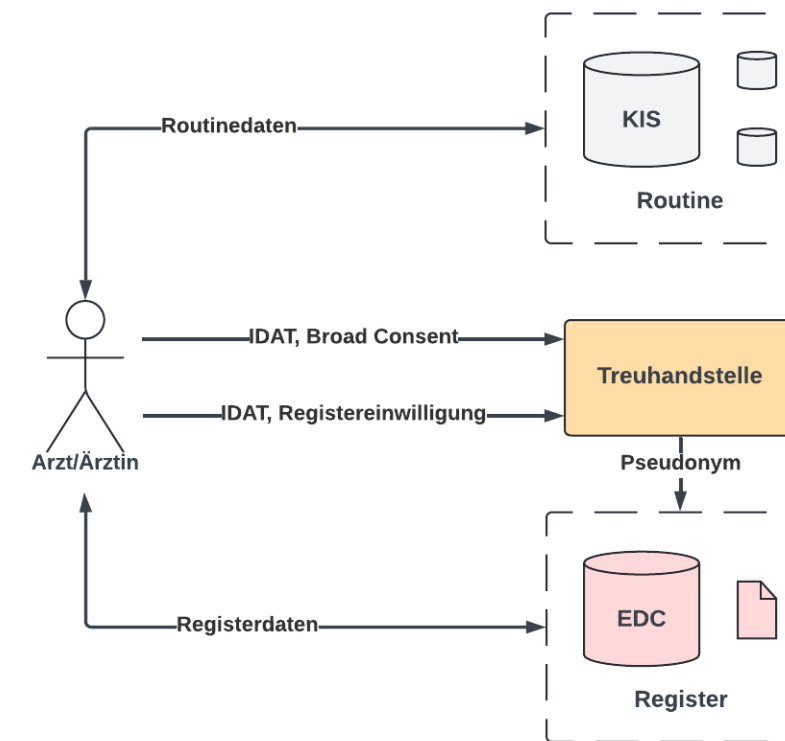 KIS
Routinedaten
Routine
IDAT, Broad Consent
Treuhandstelle
IDAT, Registereinwilligung
Arzt/Ärztin
Pseudonym
EDC
Registerdaten
Register